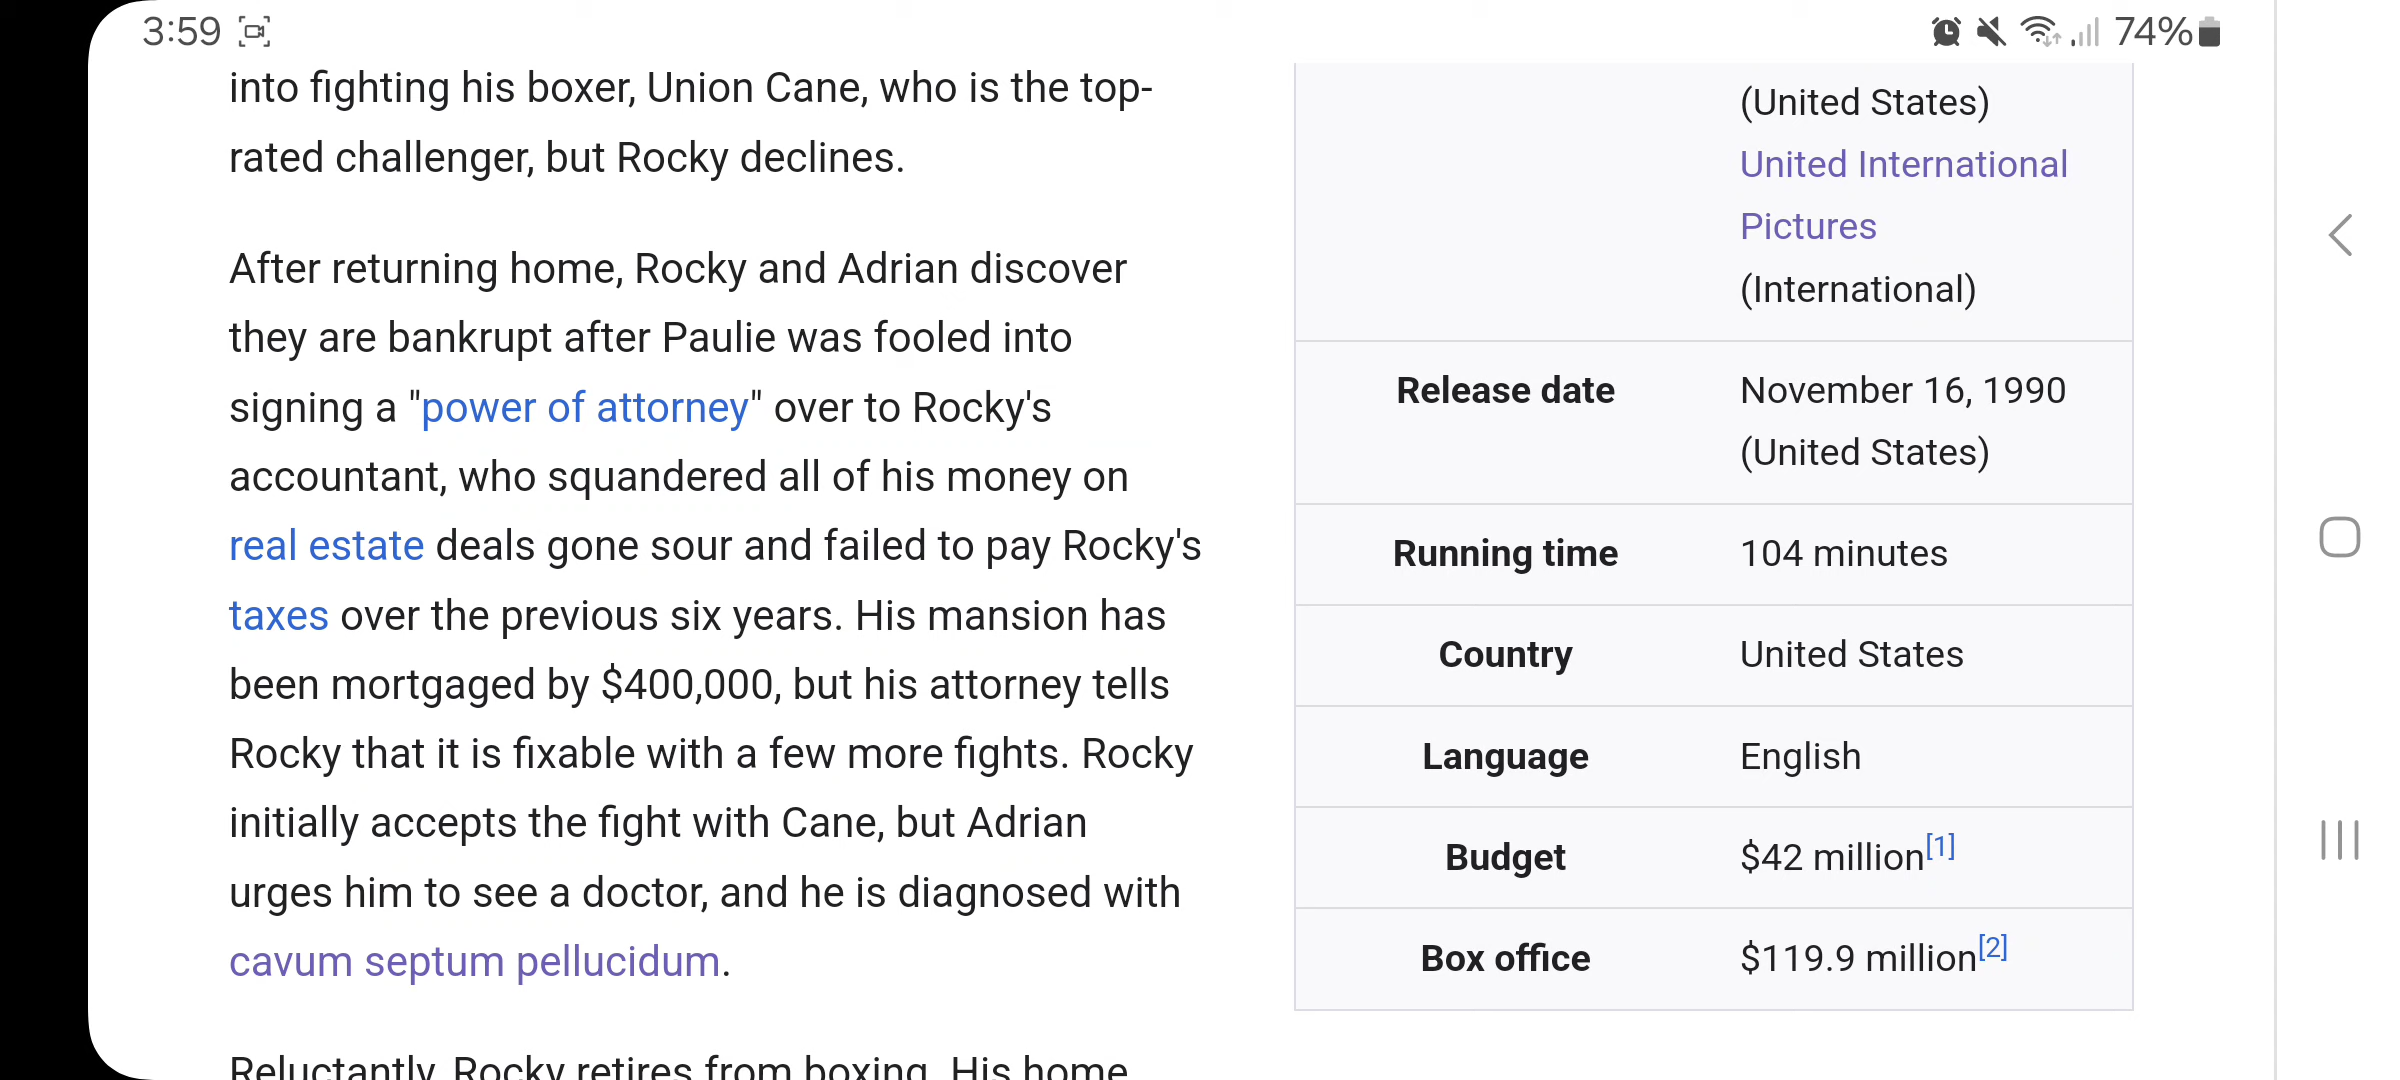 3:59
74%
into fighting his boxer, Union Cane, who is the top-
rated challenger, but Rocky declines.
After returning home, Rocky and Adrian discover
they are bankrupt after Paulie was fooled into
signing a "power of attorney" over to Rocky's
accountant, who squandered all of his money on
real estate deals gone sour and failed to pay Rocky's
taxes over the previous six years. His mansion has
been mortgaged by $400,000, but his attorney tells
Rocky that it is fixable with a few more fights. Rocky
initially accepts the fight with Cane, but Adrian
urges him to see a doctor, and he is diagnosed with
cavum septum pellucidum.
Reluctantly, Rocky retires from boxing. His home,
(United States)
United International
Pictures
(International)
Release date November 16, 1990
(United States)
Running time 104 minutes
Country United States
Language English
Budget $42 million[1]
Box office $119.9 million[2]